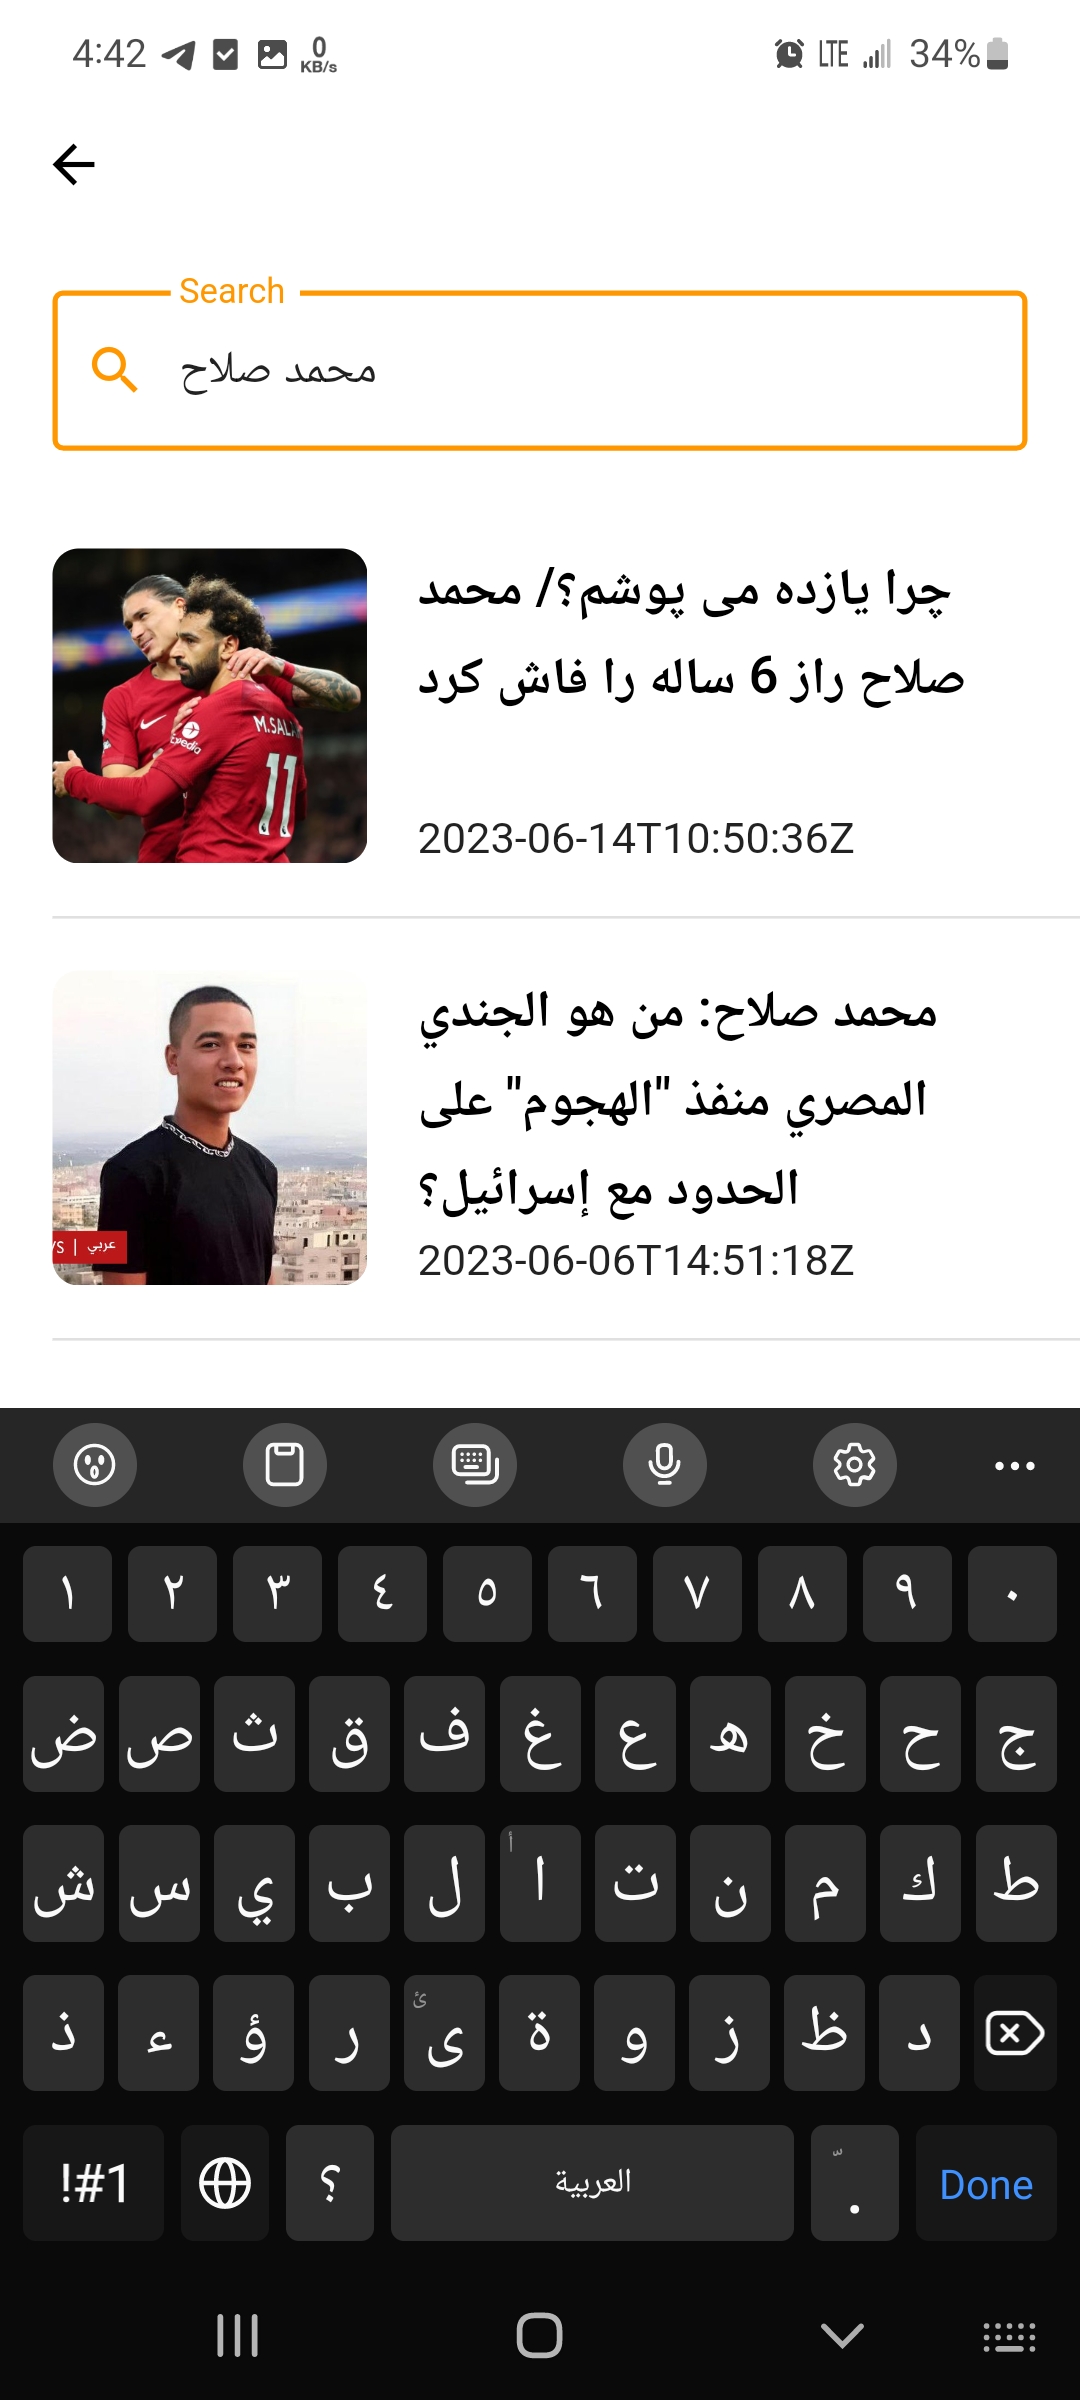 4:42
0
KB/s
LTE
34%
Search
محمد صلاح
M.SAL
11
چرا یازده می پوشم؟/ محمد
صلاح راز 6 ساله را فاش کرد
2023-06-14T10:50:36Z
عربي
محمد صلاح: من هو الجندي
المصري منفذ "الهجوم" على
الحدود مع إسرائيل؟
2023-06-06T14:51:18Z
١ ٢ ٣ ٤ ٥ ٦ ٧ ٨ ٩ ٠
ض ص ث ق ف غ ع ه خ ح ج
ش س ي ب ل ا أ ت ن م ك ط
ذ ء ؤ ر ى ئ ة و ز ظ د
!#1
؟
العربية
.
Done